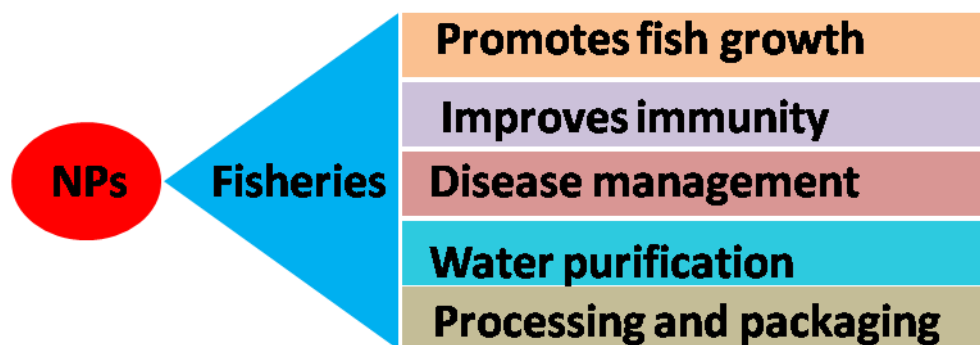 NPs
Fisheries
Promotes fish growth
Improves immunity
Disease management
Water purification
Processing and packaging